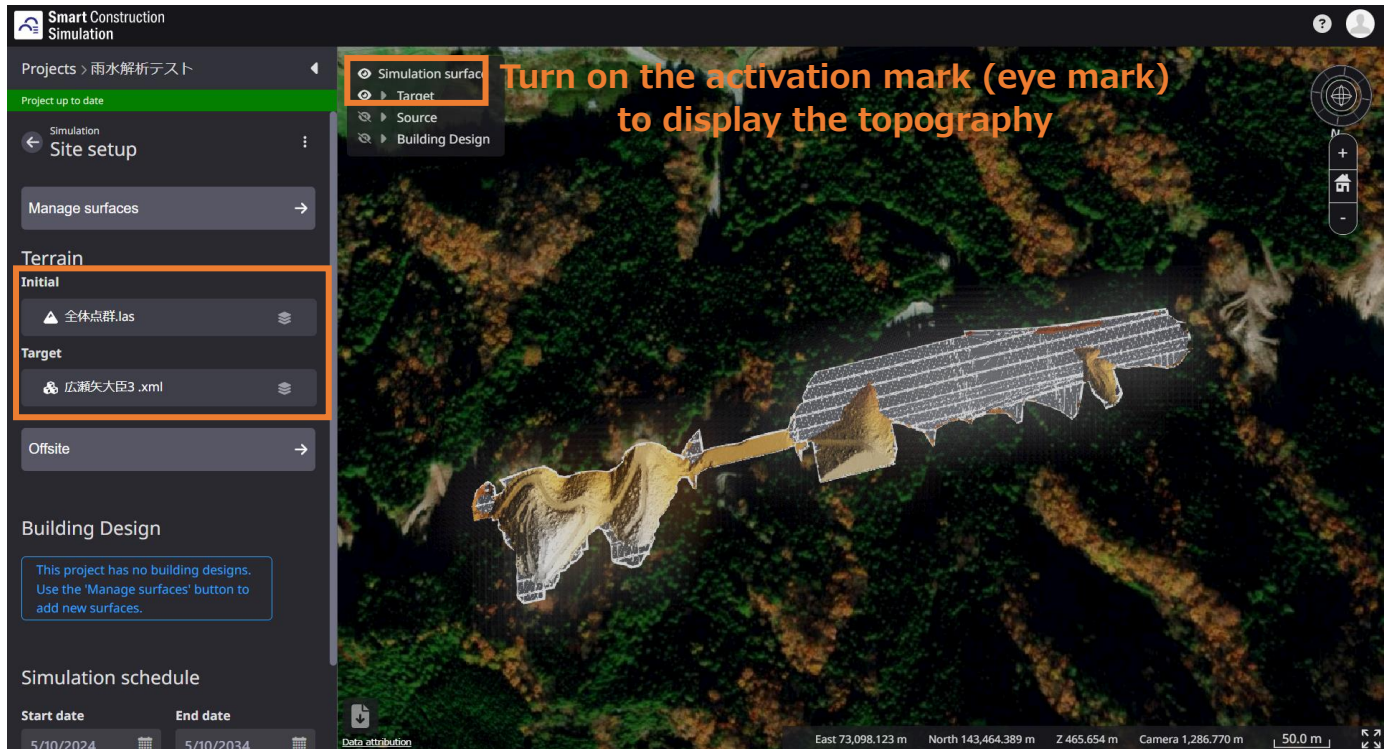 Smart Construction
Simulation
?
Projects > 雨水解析テスト
Project up to date
Simulation
Site setup
Manage surfaces
Terrain
Initial
全体点群.las
Target
広瀬矢大臣3 .xml
Offsite
Building Design
This project has no building designs.
Use the 'Manage surfaces' button to
add new surfaces.
Simulation schedule
Start date End date
5/10/2024 5/10/2034
Simulation surface
Target
Source
Building Design
Turn on the activation mark (eye mark)
to display the topography
N
+
-
Data attribution
East 73,098.123 m North 143,464.389 m Z 465.654 m Camera 1,286.770 m 50.0 m